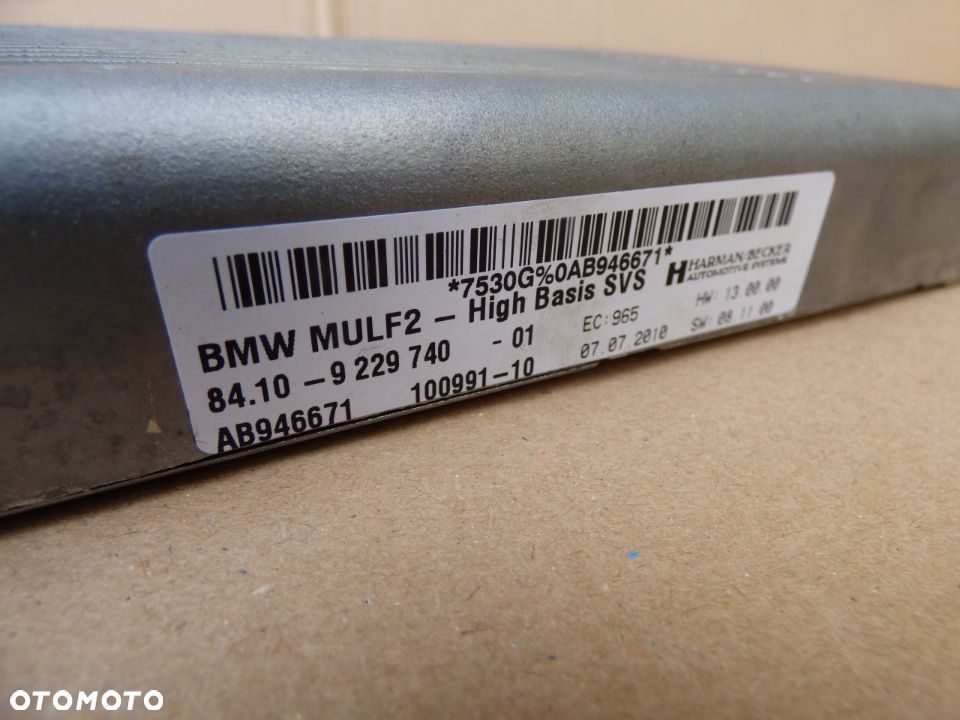 *7530G%0AB946671*
HARMAN/BECKER
AUTOMOTIVE SYSTEMS
BMW MULF2 - High Basis SVS
84.10 -9 229 740 -01
EC:965
HW: 13.00.00
AB946671 100991-10
07.07.2010
SW: 08 11 00
OTOMOTO